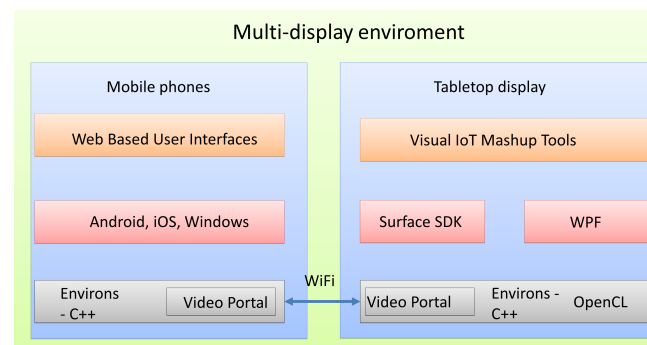 Multi-display enviroment
Mobile phones
Web Based User Interfaces
Android, iOS, Windows
Environs
- C++
Video Portal
WiFi
Tabletop display
Visual IoT Mashup Tools
Surface SDK
WPF
Video Portal
Environs -
C++
OpenCL